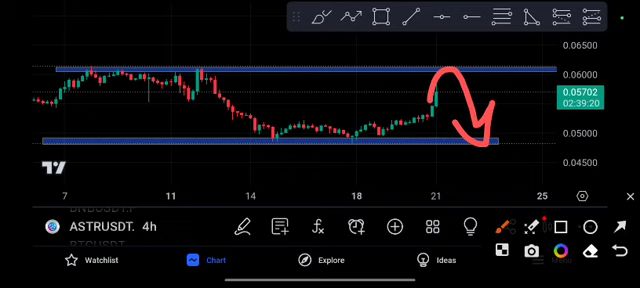 0.06500
0.06000
0.05702
02:39:20
0.05000
0.04500
7
11
14
18
21
25
ASTRUSDT. 4h
Watchlist
Chart
Explore
Ideas
Menu